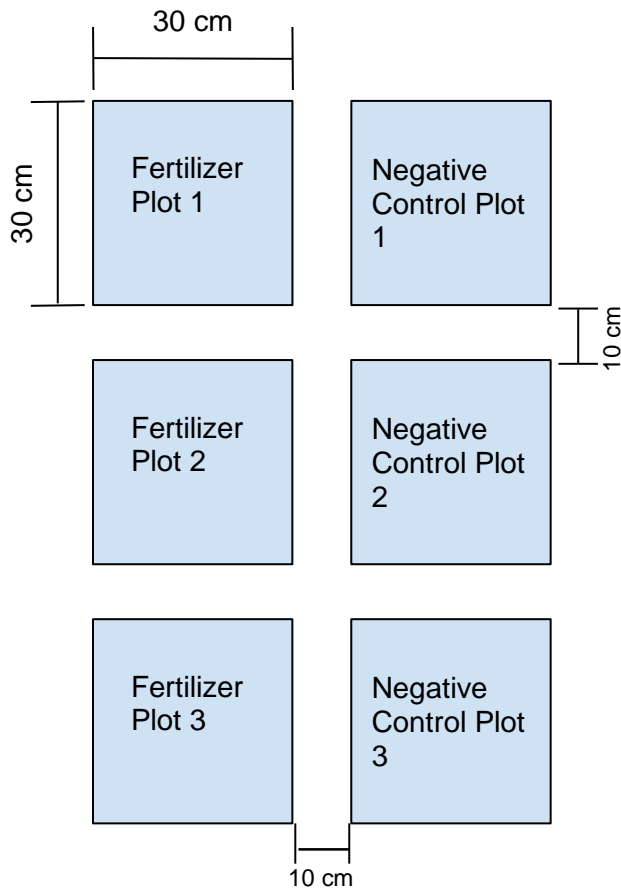 30 cm
30 cm
Fertilizer
Plot 1
Negative
Control Plot
1
10 cm
Fertilizer
Plot 2
Negative
Control Plot
2
Fertilizer
Plot 3
Negative
Control Plot
3
10 cm